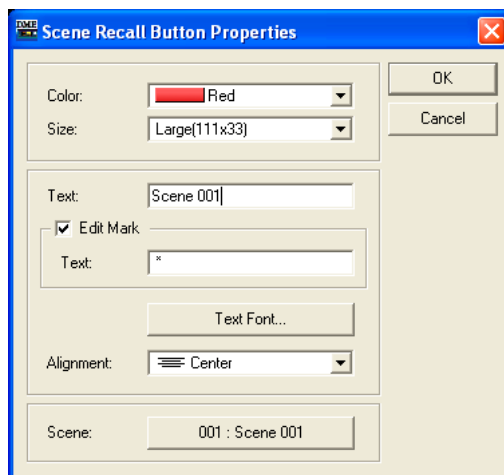 DME
Scene Recall Button Properties
Color: Red
OK
Size: Large(111x33)
Cancel
Text: Scene 001
Edit Mark
Text: *
Text Font...
Alignment: Center
Scene: 001 : Scene 001